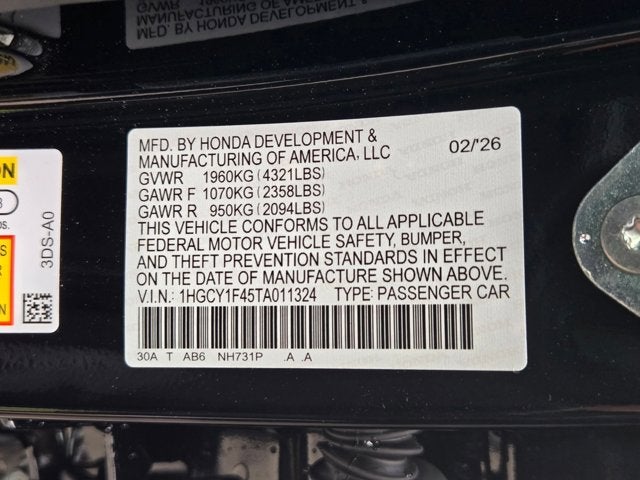 MFD. BY HONDA DEVELOPMENT &
MANUFACTURING OF AMERICA, LLC 02/'26
GVWR 1960KG (4321LBS)
GAWR F 1070KG (2358LBS)
GAWR R 950KG (2094LBS)
THIS VEHICLE CONFORMS TO ALL APPLICABLE
FEDERAL MOTOR VEHICLE SAFETY, BUMPER,
AND THEFT PREVENTION STANDARDS IN EFFECT
ON THE DATE OF MANUFACTURE SHOWN ABOVE.
V.I.N.: 1HGCY1F45TA011324 TYPE: PASSENGER CAR
30A T AB6 NH731P .A .A
3DS-A0